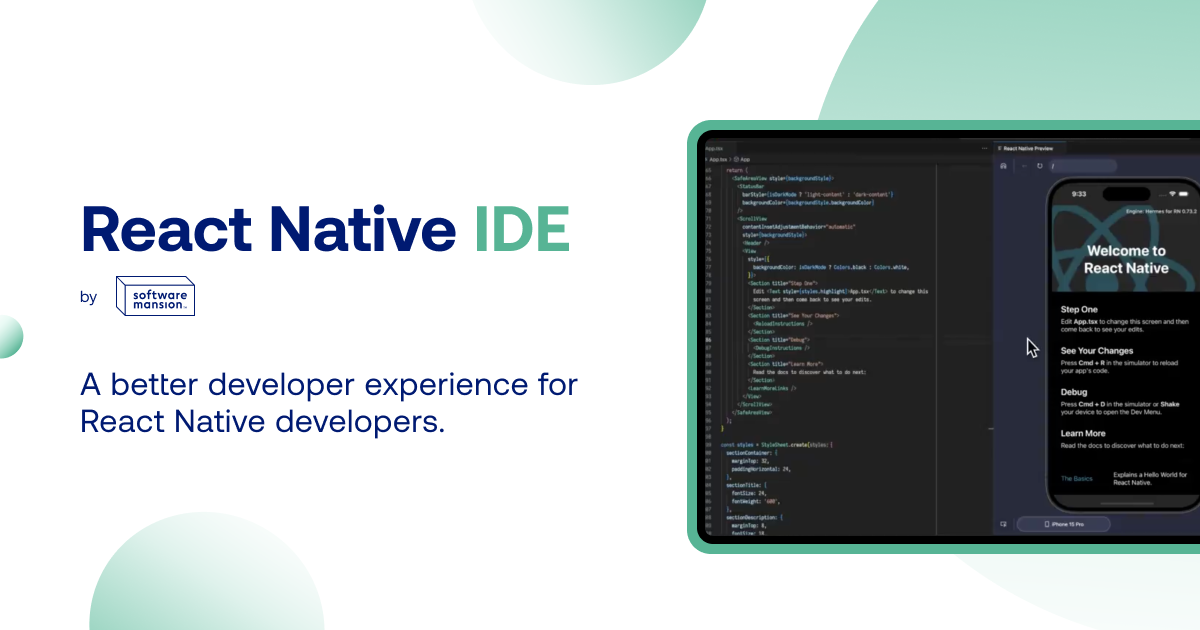 React Native IDE
by software
mansion™
A better developer experience for
React Native developers.
App.tsx
App.tsx > App
return (
<SafeAreaView style={backgroundStyle}>
<StatusBar
barStyle={isDarkMode ? 'light-content' : 'dark-content'}
backgroundColor={backgroundStyle.backgroundColor}
/>
<ScrollView
contentInsetAdjustmentBehavior="automatic"
style={backgroundStyle}>
<Header />
<View
style={{
backgroundColor: isDarkMode ? Colors.black : Colors.white,
}}>
<Section title="Step One">
Edit <Text style={styles.highlight}>App.tsx</Text> to change this
screen and then come back to see your edits.
</Section>
<Section title="See Your Changes">
<ReloadInstructions />
</Section>
<Section title="Debug">
<DebugInstructions />
</Section>
<Section title="Learn More">
Read the docs to discover what to do next:
</Section>
<LearnMoreLinks />
</View>
</ScrollView>
</SafeAreaView>
);
}
const styles = StyleSheet.create({
sectionContainer: {
marginTop: 32,
paddingHorizontal: 24,
},
sectionTitle: {
fontSize: 24,
fontWeight: '600',
},
sectionDescription: {
marginTop: 8,
fontSize: 18,
React Native Preview
/
9:33
Engine: Hermes for RN 0.73.2
Welcome to
React Native
Step One
Edit App.tsx to change this screen and then
come back to see your edits.
See Your Changes
Press Cmd + R in the simulator to reload
your app's code.
Debug
Press Cmd + D in the simulator or Shake
your device to open the Dev Menu.
Learn More
Read the docs to discover what to do next:
The Basics
Explains a Hello World for
React Native.
iPhone 15 Pro